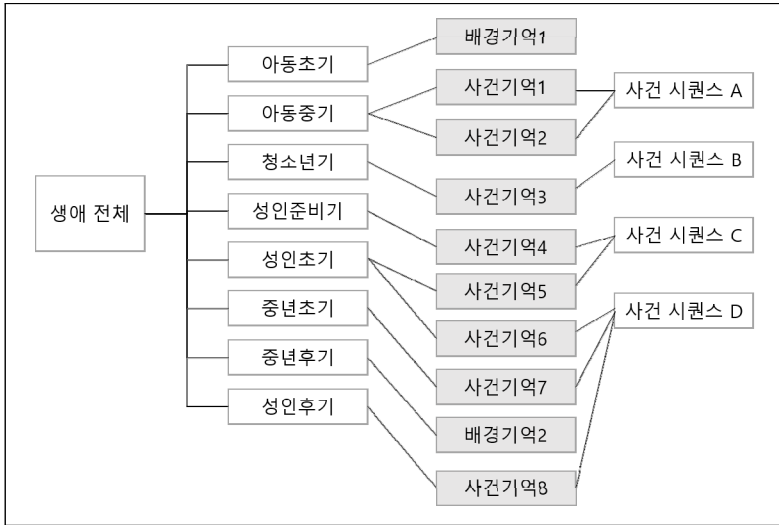 생애 전체
아동초기
아동중기
청소년기
성인준비기
성인초기
중년초기
중년후기
성인후기
배경기억1
사건기억1
사건기억2
사건기억3
사건기억4
사건기억5
사건기억6
사건기억7
배경기억2
사건기억8
사건 시퀀스 A
사건 시퀀스 B
사건 시퀀스 C
사건 시퀀스 D